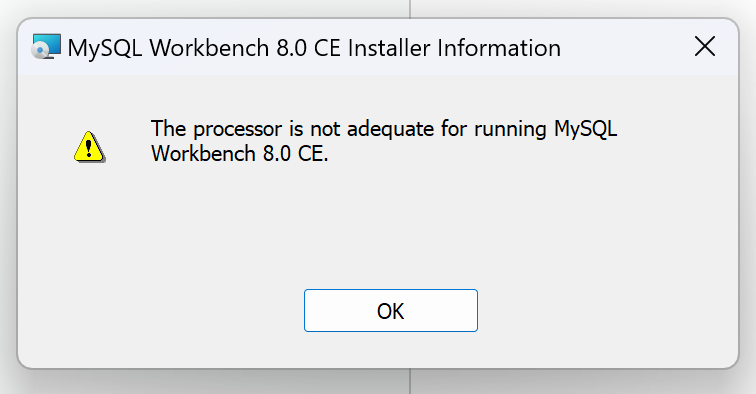 MySQL Workbench 8.0 CE Installer Information
The processor is not adequate for running MySQL
Workbench 8.0 CE.
OK